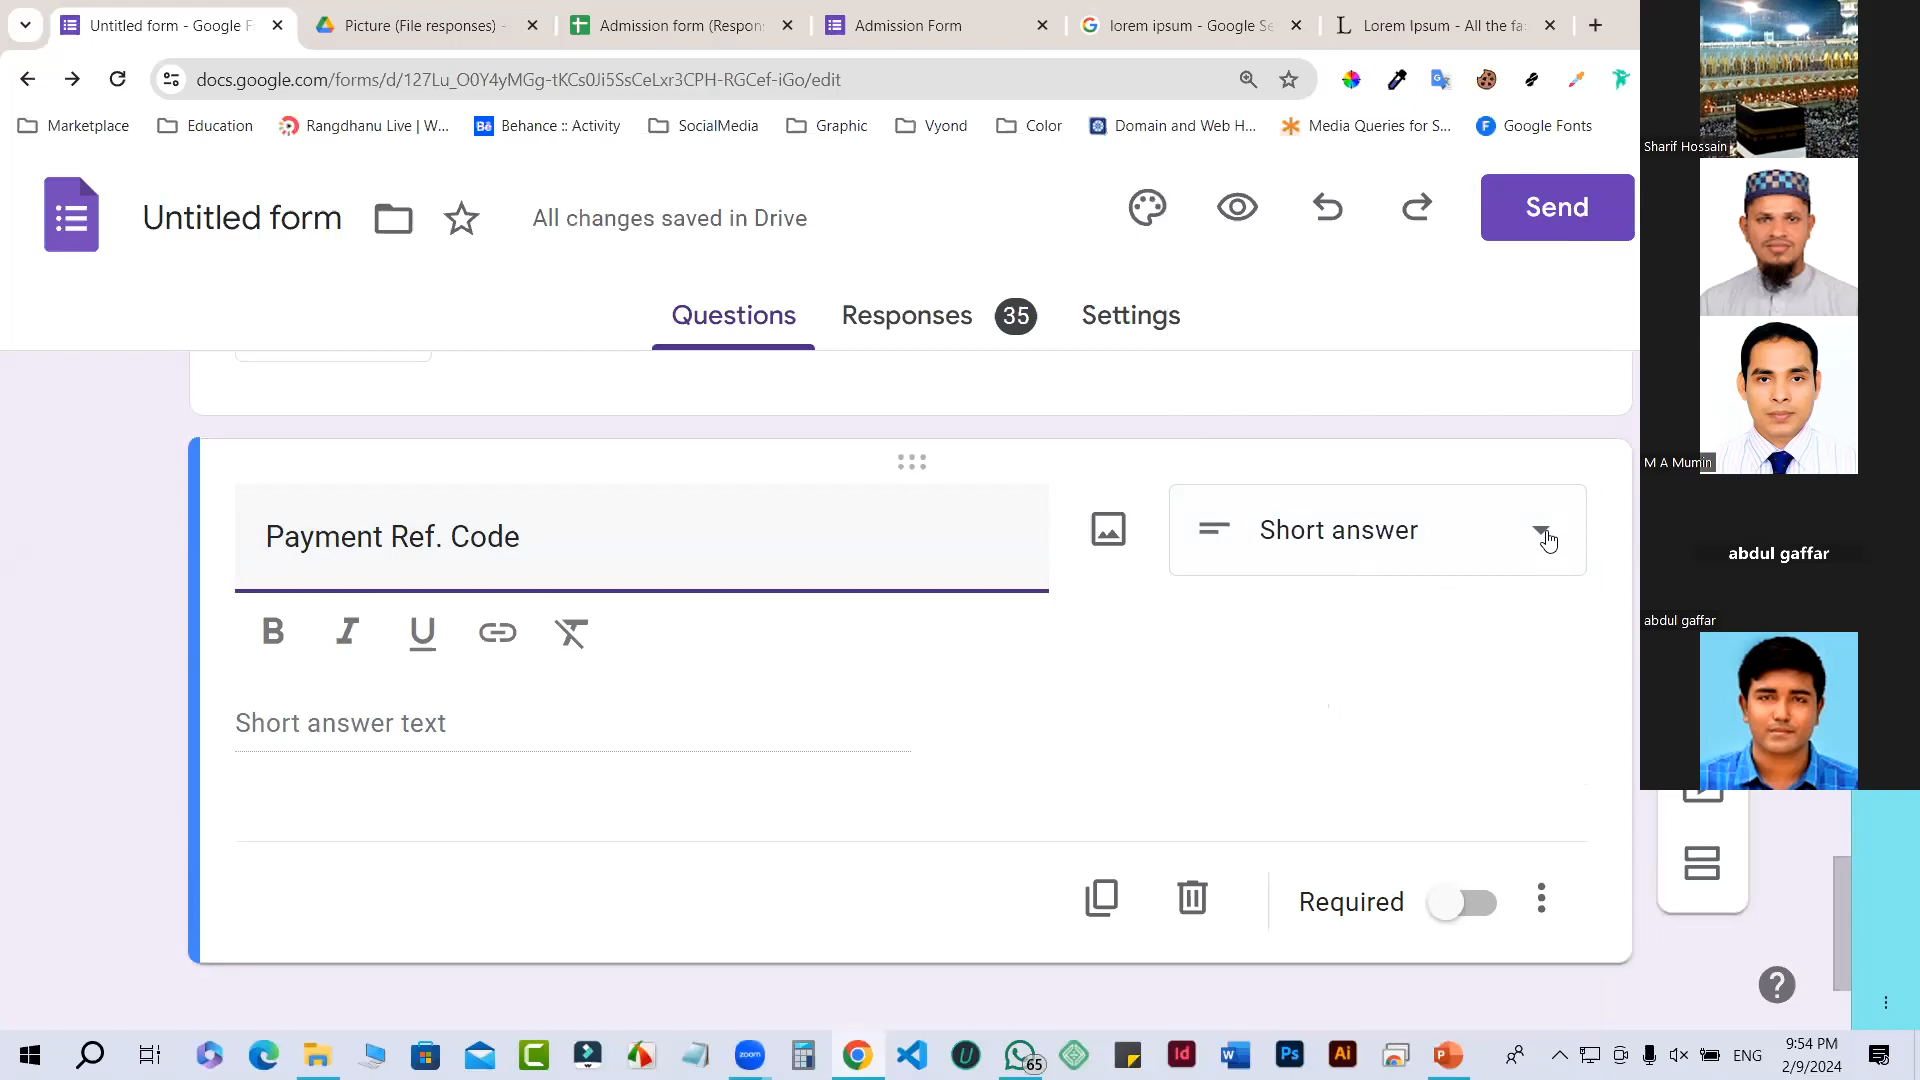 Untitled form - Google F
Picture (File responses) -
Admission form (Respon
Admission Form
lorem ipsum - Google Se
Lorem Ipsum - All the fa
docs.google.com/forms/d/127Lu_O0Y4yMGg-tKCs0Ji5SsCeLxr3CPH-RGCef-iGo/edit
Marketplace
Education
Rangdhanu Live | W...
Behance :: Activity
SocialMedia
Graphic
Vyond
Color
Domain and Web H...
Media Queries for S...
Google Fonts
Sharif Hossain
Untitled form
All changes saved in Drive
Send
Questions
Responses 35
Settings
M A Mumin
Payment Ref. Code
Short answer
abdul gaffar
abdul gaffar
B I U
Short answer text
Required
zoom
65
Id
Ps
Ai
ENG
9:54 PM
2/9/2024